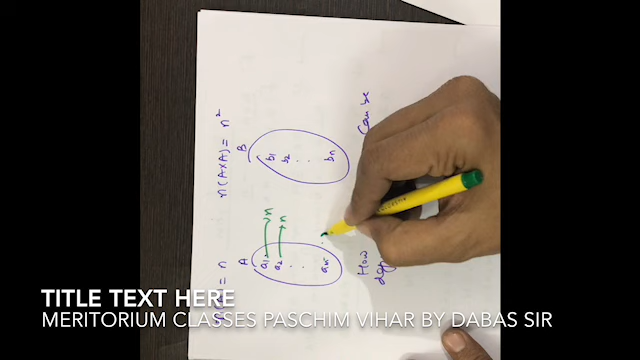 n(A×A) = n²
= n
A
B
a₁ → n
a₂ → n
.
.
b₁
b₂
.
.
bₙ
How
Can be
TITLE TEXT HERE
MERITORIUM CLASSES PASCHIM VIHAR BY DABAS SIR